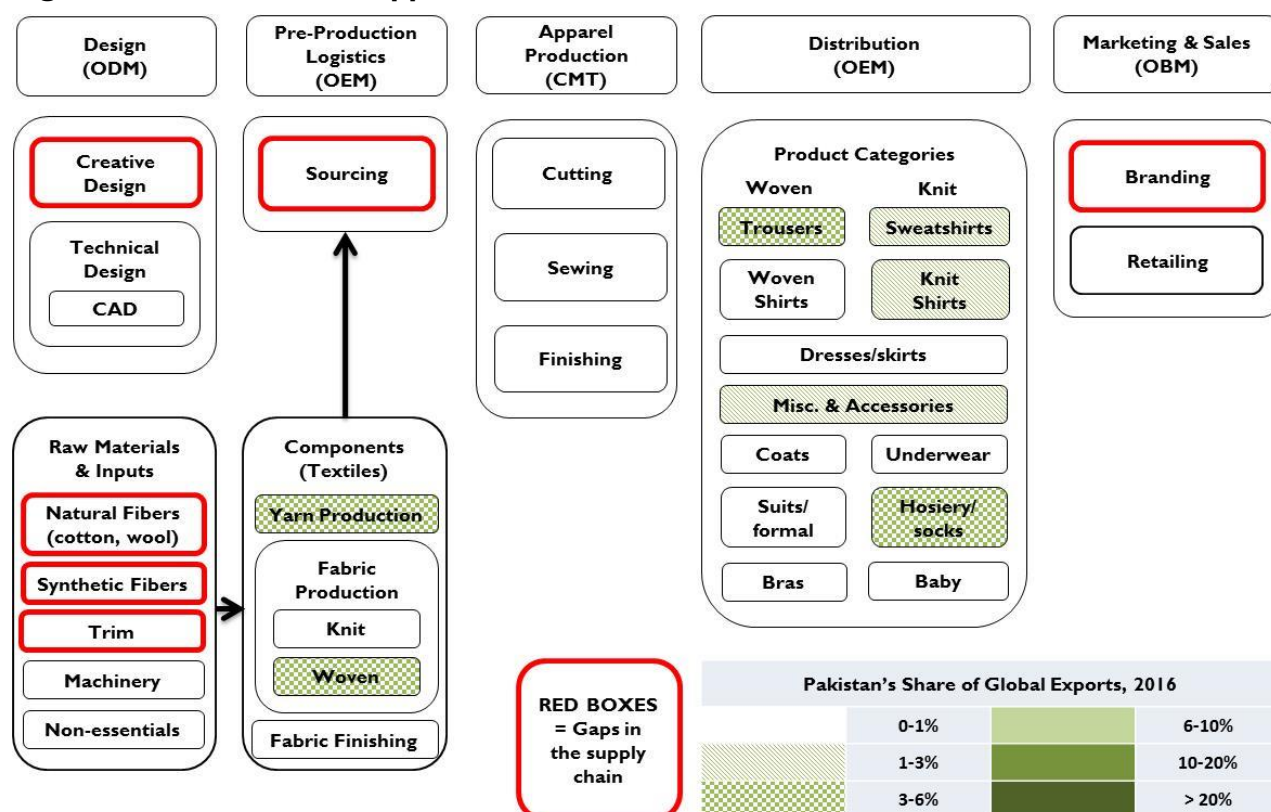 Design
(ODM)
Pre-Production
Logistics
(OEM)
Apparel
Production
(CMT)
Distribution
(OEM)
Marketing & Sales
(OBM)
Creative
Design
Technical
Design
CAD
Sourcing
Cutting
Sewing
Finishing
Product Categories
Woven
Knit
Trousers
Sweatshirts
Woven
Shirts
Knit
Shirts
Dresses/skirts
Misc. & Accessories
Coats
Underwear
Suits/
formal
Hosiery/
socks
Bras
Baby
Branding
Retailing
Raw Materials
& Inputs
Natural Fibers
(cotton, wool)
Synthetic Fibers
Trim
Machinery
Non-essentials
Components
(Textiles)
Yarn Production
Fabric
Production
Knit
Woven
Fabric Finishing
RED BOXES
= Gaps in
the supply
chain
Pakistan's Share of Global Exports, 2016
0-1%
6-10%
1-3%
10-20%
3-6%
> 20%